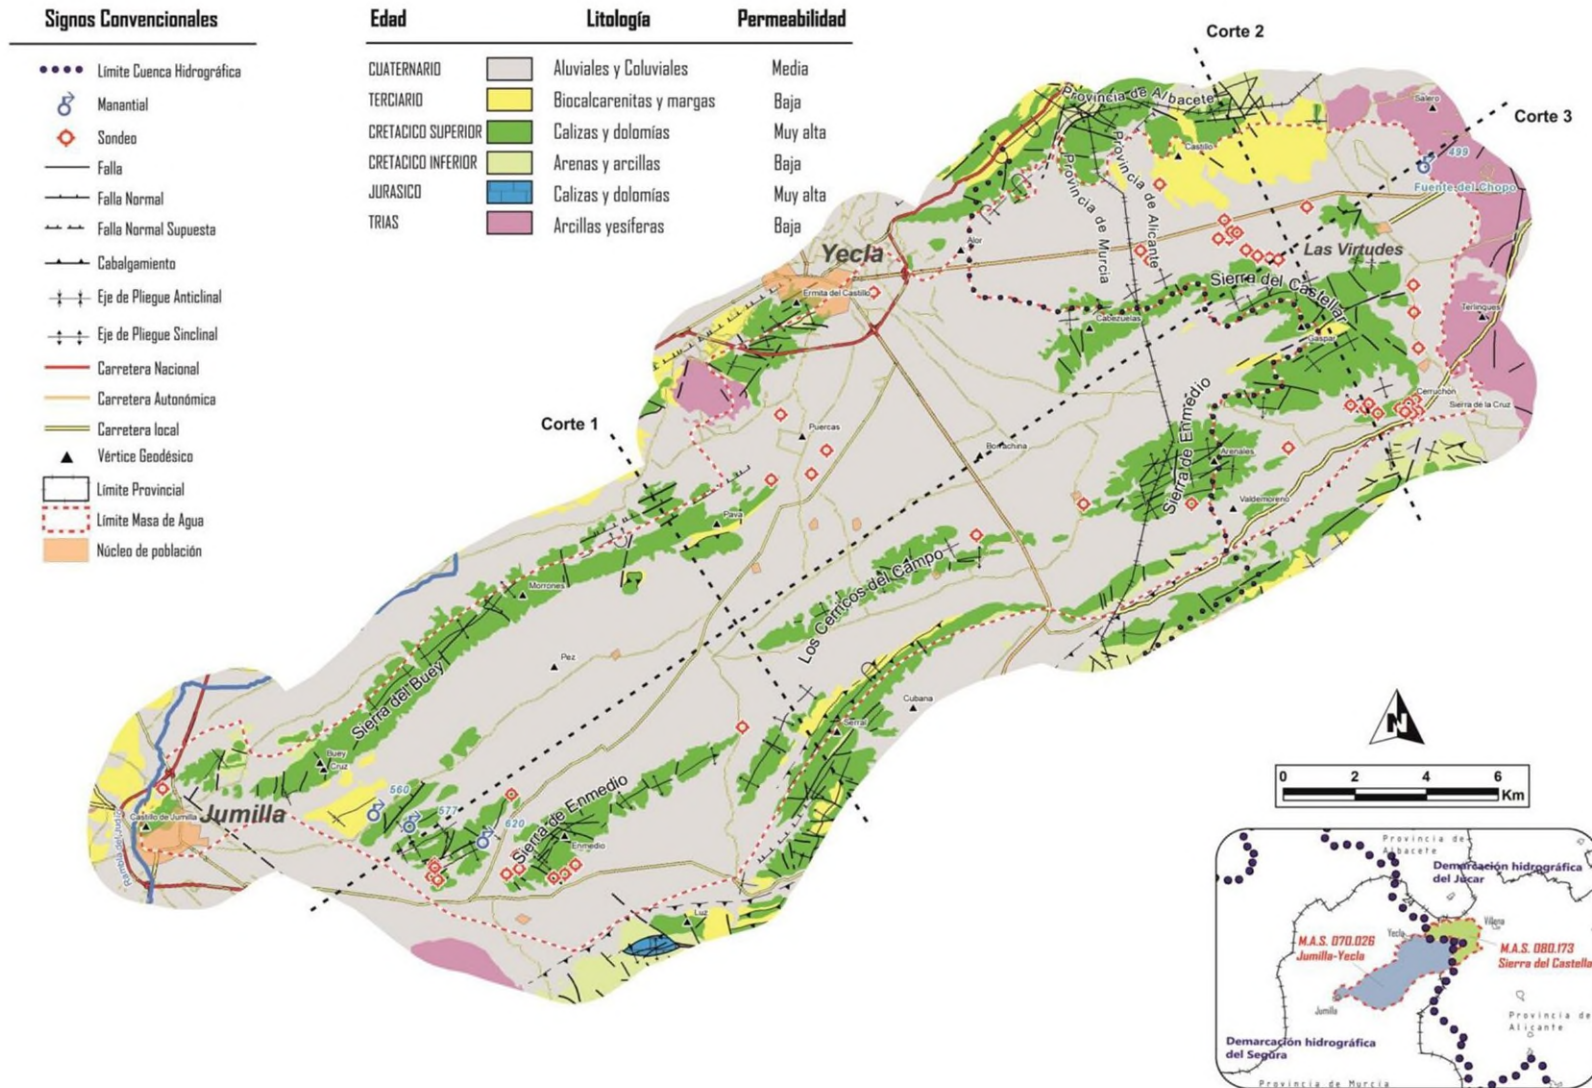 Signos Convencionales
Límite Cuenca Hidrográfica
Manantial
Sondeo
Falla
Falla Normal
Falla Normal Supuesta
Cabalgamiento
Eje de Pliegue Anticlinal
Eje de Pliegue Sinclinal
Carretera Nacional
Carretera Autonómica
Carretera local
Vértice Geodésico
Límite Provincial
Límite Masa de Agua
Núcleo de población
Edad Litología Permeabilidad
CUATERNARIO Aluviales y Coluviales Media
TERCIARIO Biocalcarenitas y margas Baja
CRETACICO SUPERIOR Calizas y dolomías Muy alta
CRETACICO INFERIOR Arenas y arcillas Baja
JURASICO Calizas y dolomías Muy alta
TRIAS Arcillas yesíferas Baja
Corte 2
Corte 3
Corte 1
Provincia de Albacete
Provincia de Murcia
Provincia de Alicante
Salero
Castillo
499
Fuente del Chopo
Las Virtudes
Yecla
Alor
Ermita del Castillo
Sierra del Castellar
Cabezuelas
Gaspar
Terlinques
Cerruchón
Sierra de la Cruz
Sierra de Enmedio
Arenales
Valdemoreno
Puercas
Borrachina
Pava
Morrones
Los Cerricos del Campo
Pez
Sierra del Buey
Buey
Cruz
Cubana
Serral
560
577
620
Sierra de Enmedio
Enmedio
Jumilla
Castillo de Jumilla
Rambla del Judío
Luz
N
0 2 4 6
Km
Provincia de
Albacete
Demarcación hidrográfica
del Júcar
Villena
Yecla
M.A.S. 070.026
Jumilla-Yecla
M.A.S. 080.173
Sierra del Castella
Jumilla
Provincia de
Alicante
Demarcación hidrográfica
del Segura
Provincia de Murcia